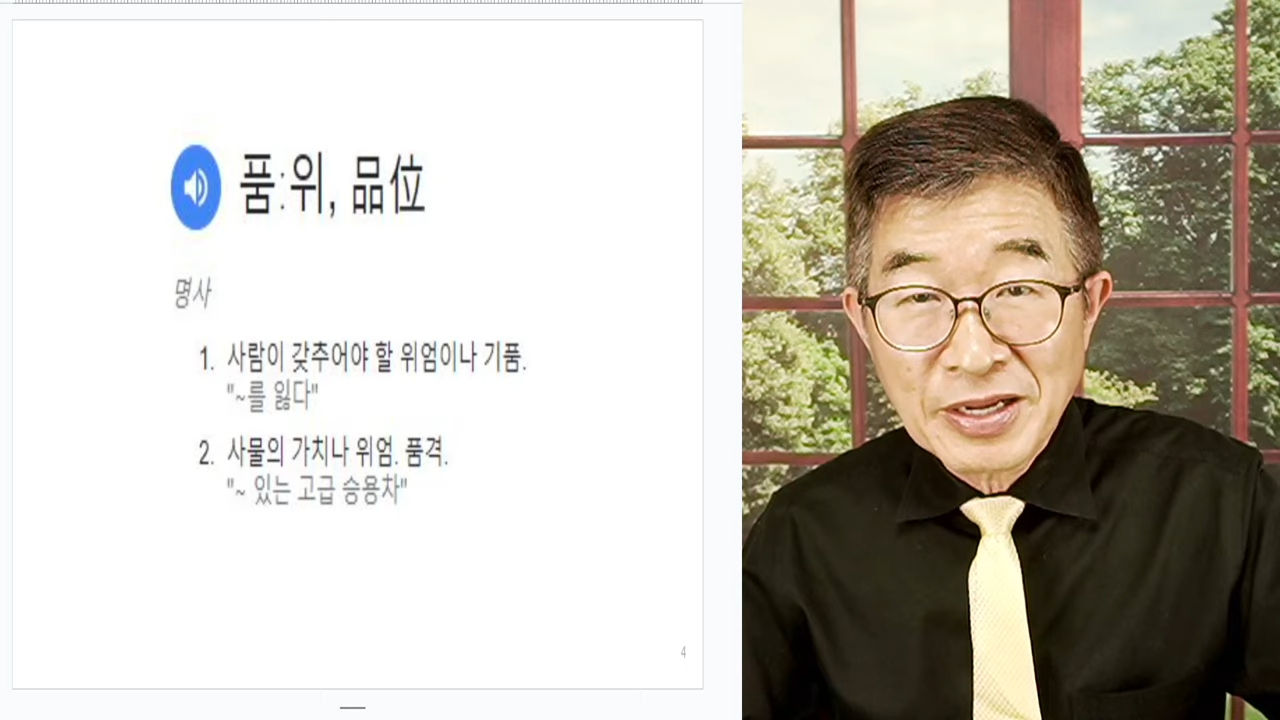 품:위, 品位
명사
1. 사람이 갖추어야 할 위엄이나 기품.
"~를 잃다"
2. 사물의 가치나 위엄. 품격.
"~ 있는 고급 승용차"
4